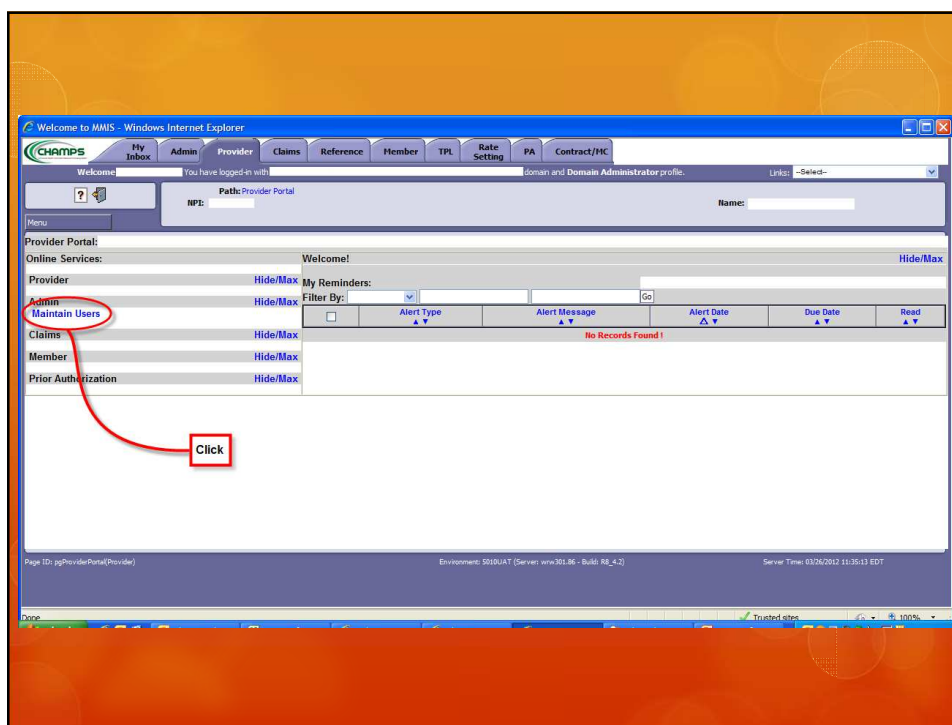 Welcome to MMIS - Windows Internet Explorer
CHAMPS
My Inbox
Admin
Provider
Claims
Reference
Member
TPL
Rate Setting
PA
Contract/MC
Welcome
You have logged-in with
domain and Domain Administrator profile.
Links:
--Select--
?
Path: Provider Portal
NPI:
Name:
Menu
Provider Portal:
Online Services:
Welcome!
Hide/Max
Provider
Hide/Max
My Reminders:
Admin
Hide/Max
Filter By:
Go
Maintain Users
Alert Type
Alert Message
Alert Date
Due Date
Read
▲ ▼
▲ ▼
△ ▼
▲ ▼
▲ ▼
Claims
Hide/Max
No Records Found !
Member
Hide/Max
Prior Authorization
Hide/Max
Click
Page ID: pgProviderPortal(Provider)
Environment: 5010UAT (Server: wrw301.86 - Build: R8_4.2)
Server Time: 03/26/2012 11:35:13 EDT
Done
Trusted sites
100%